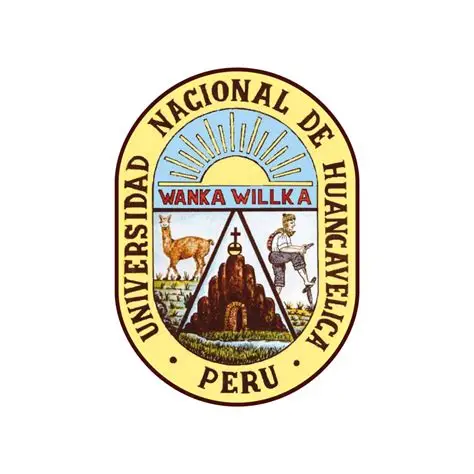 UNIVERSIDAD NACIONAL DE HUANCAVELICA
WANKA WILLKA
· PERU ·